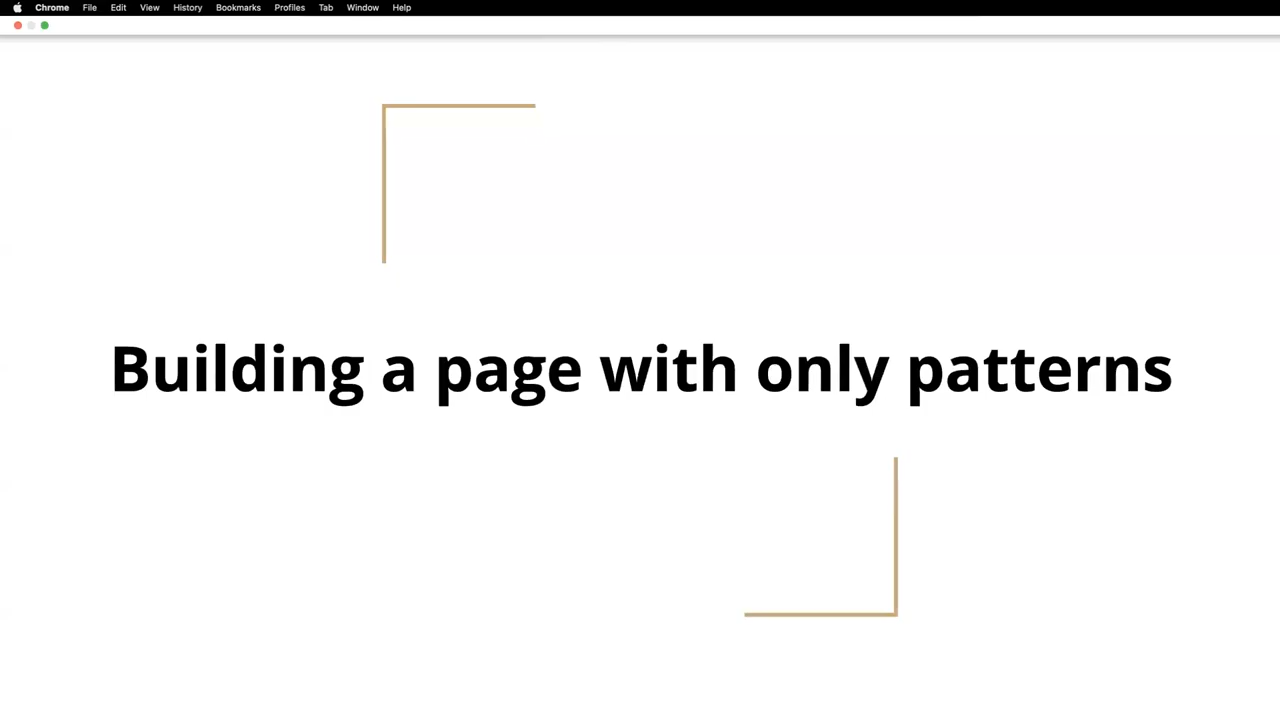 Chrome File Edit View History Bookmarks Profiles Tab Window Help
Building a page with only patterns